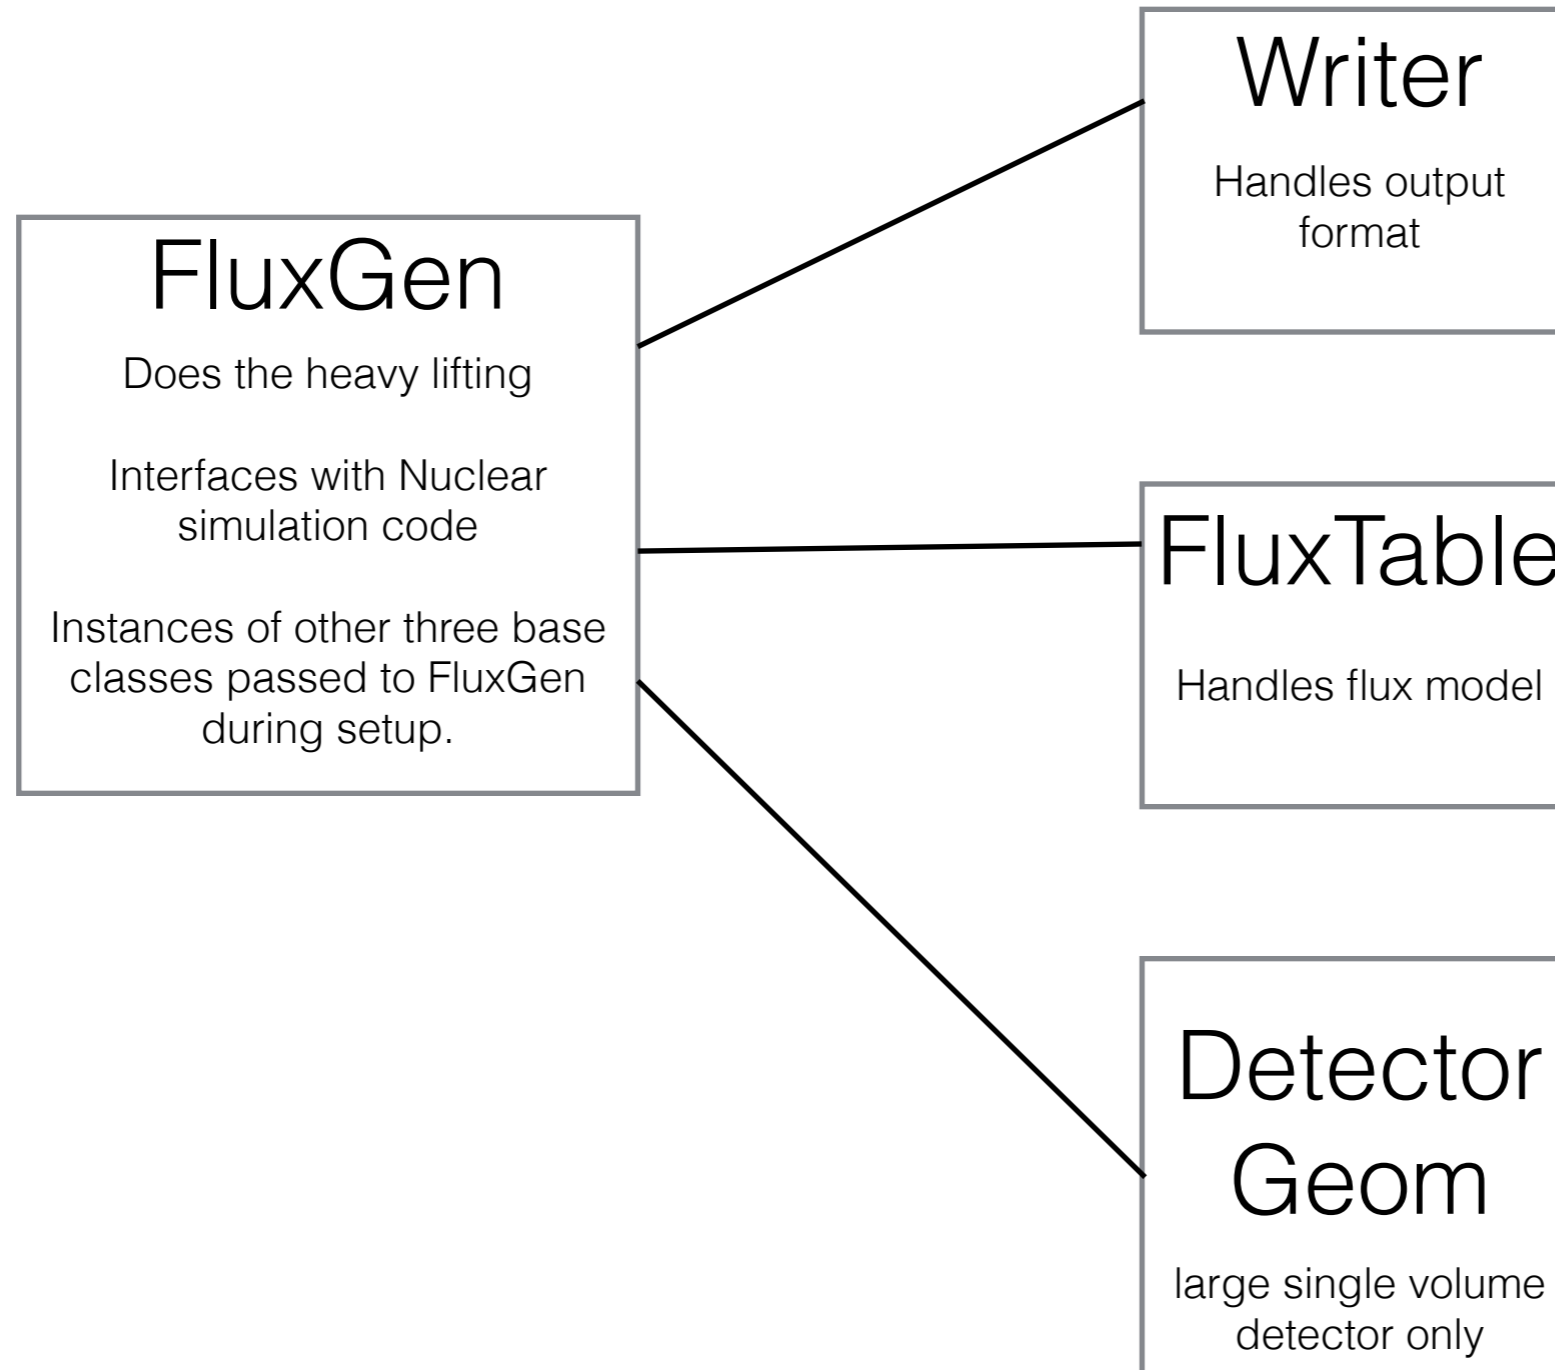 FluxGen
Does the heavy lifting
Interfaces with Nuclear
simulation code
Instances of other three base
classes passed to FluxGen
during setup.
Writer
Handles output
format
FluxTable
Handles flux model
Detector
Geom
large single volume
detector only